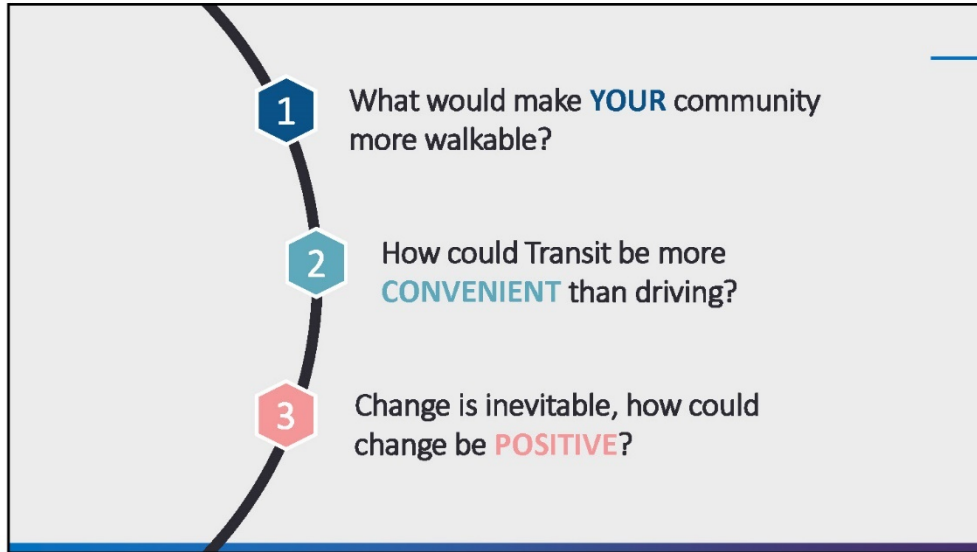 1
What would make YOUR community
more walkable?
2
How could Transit be more
CONVENIENT than driving?
3
Change is inevitable, how could
change be POSITIVE?